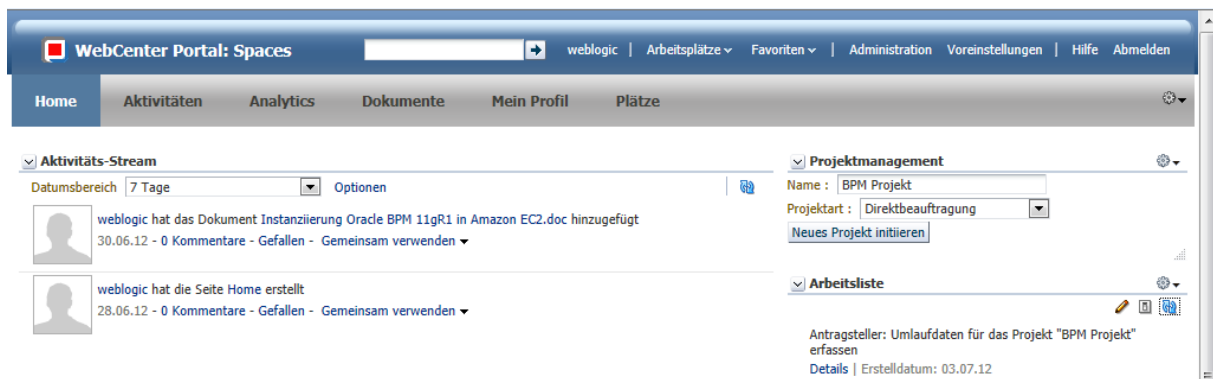 WebCenter Portal: Spaces
weblogic | Arbeitsplätze | Favoriten | Administration Voreinstellungen | Hilfe Abmelden
Home Aktivitäten Analytics Dokumente Mein Profil Plätze
Aktivitäts-Stream
Datumsbereich 7 Tage Optionen
weblogic hat das Dokument Instanziierung Oracle BPM 11gR1 in Amazon EC2.doc hinzugefügt
30.06.12 - 0 Kommentare - Gefallen - Gemeinsam verwenden
weblogic hat die Seite Home erstellt
28.06.12 - 0 Kommentare - Gefallen - Gemeinsam verwenden
Projektmanagement
Name : BPM Projekt
Projektart : Direktbeauftragung
Neues Projekt initiieren
Arbeitsliste
Antragsteller: Umlaufdaten für das Projekt "BPM Projekt"
erfassen
Details | Erstelldatum: 03.07.12